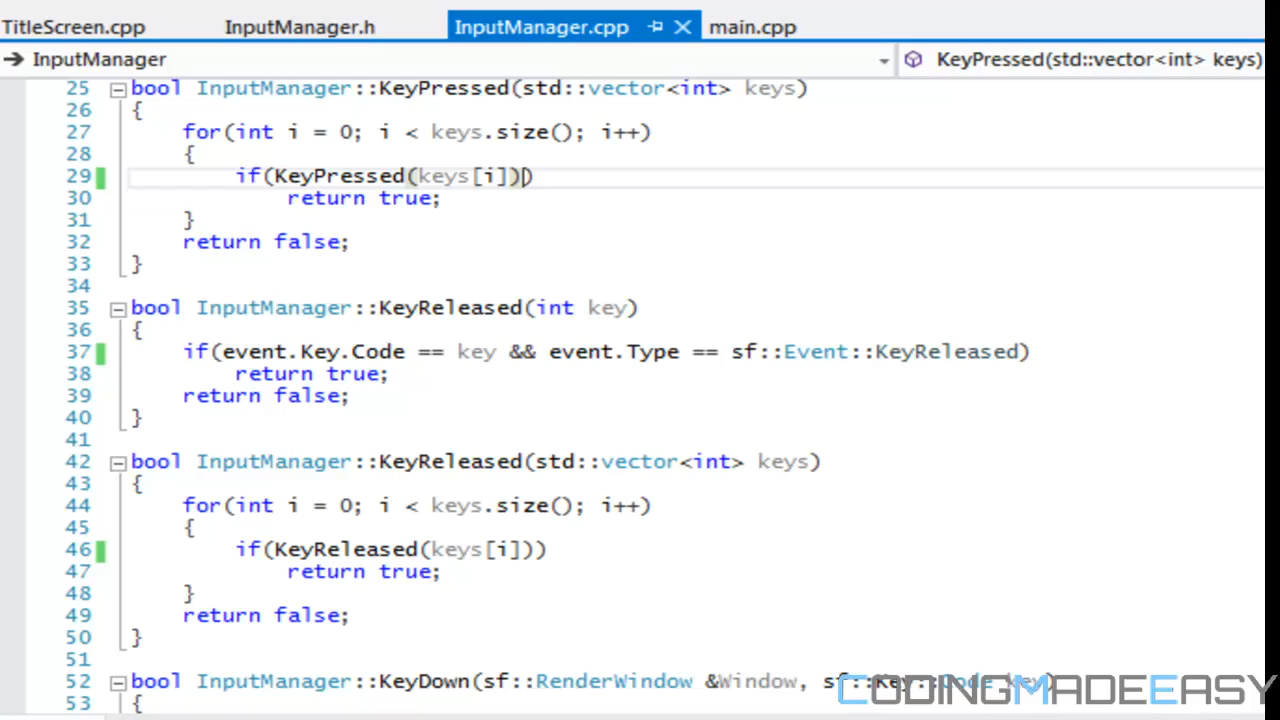 TitleScreen.cpp InputManager.h InputManager.cpp main.cpp
InputManager KeyPressed(std::vector<int> keys)
25 bool InputManager::KeyPressed(std::vector<int> keys)
26 {
27 for(int i = 0; i < keys.size(); i++)
28 {
29 if(KeyPressed(keys[i]))
30 return true;
31 }
32 return false;
33 }
34
35 bool InputManager::KeyReleased(int key)
36 {
37 if(event.Key.Code == key && event.Type == sf::Event::KeyReleased)
38 return true;
39 return false;
40 }
41
42 bool InputManager::KeyReleased(std::vector<int> keys)
43 {
44 for(int i = 0; i < keys.size(); i++)
45 {
46 if(KeyReleased(keys[i]))
47 return true;
48 }
49 return false;
50 }
51
52 bool InputManager::KeyDown(sf::RenderWindow &Window, sf::Key::Code key)
53 {
CODINGMADEEASY